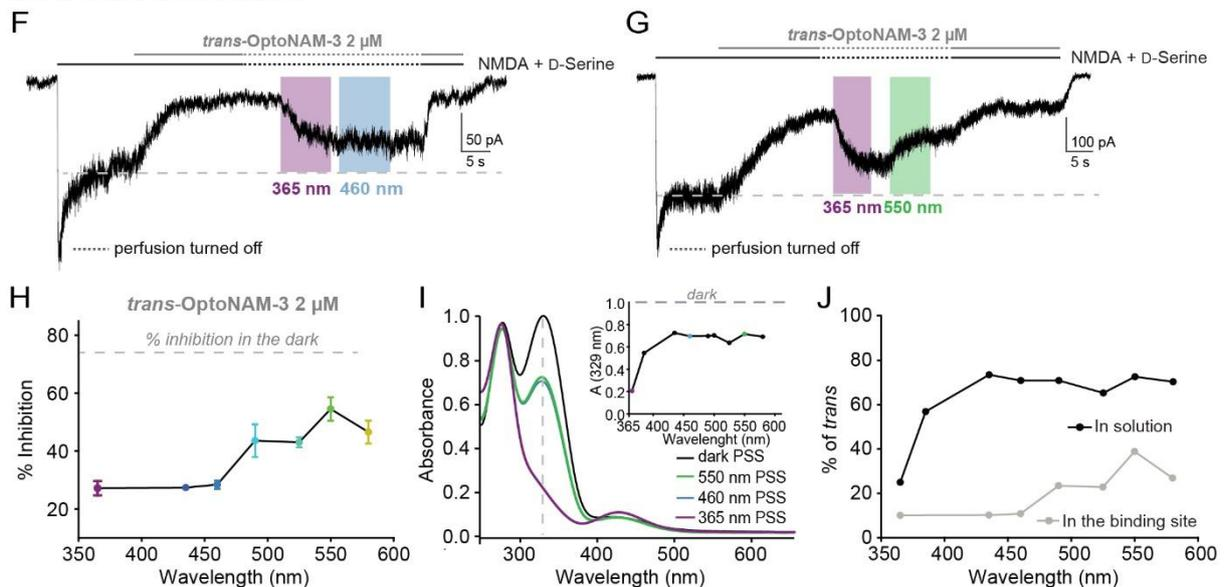 F
trans-OptoNAM-3 2 µM
NMDA + D-Serine
50 pA
5 s
365 nm
460 nm
perfusion turned off
G
trans-OptoNAM-3 2 µM
NMDA + D-Serine
100 pA
5 s
365 nm
550 nm
perfusion turned off
H
trans-OptoNAM-3 2 µM
% inhibition in the dark
% Inhibition
80
60
40
20
350
400
450
500
550
600
Wavelength (nm)
I
Absorbance
1.0
0.8
0.6
0.4
0.2
0.0
300
400
500
600
Wavelength (nm)
dark
A (329 nm)
1.0
0.8
0.6
0.4
0.2
0.0
365
400
450
500
550
600
Wavelenght (nm)
dark PSS
550 nm PSS
460 nm PSS
365 nm PSS
J
% of trans
100
80
60
40
20
0
350
400
450
500
550
600
Wavelength (nm)
In solution
In the binding site